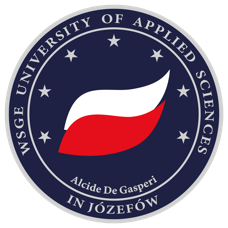 WSGE UNIVERSITY OF APPLIED SCIENCES
Alcide De Gasperi
IN JÓZEFÓW